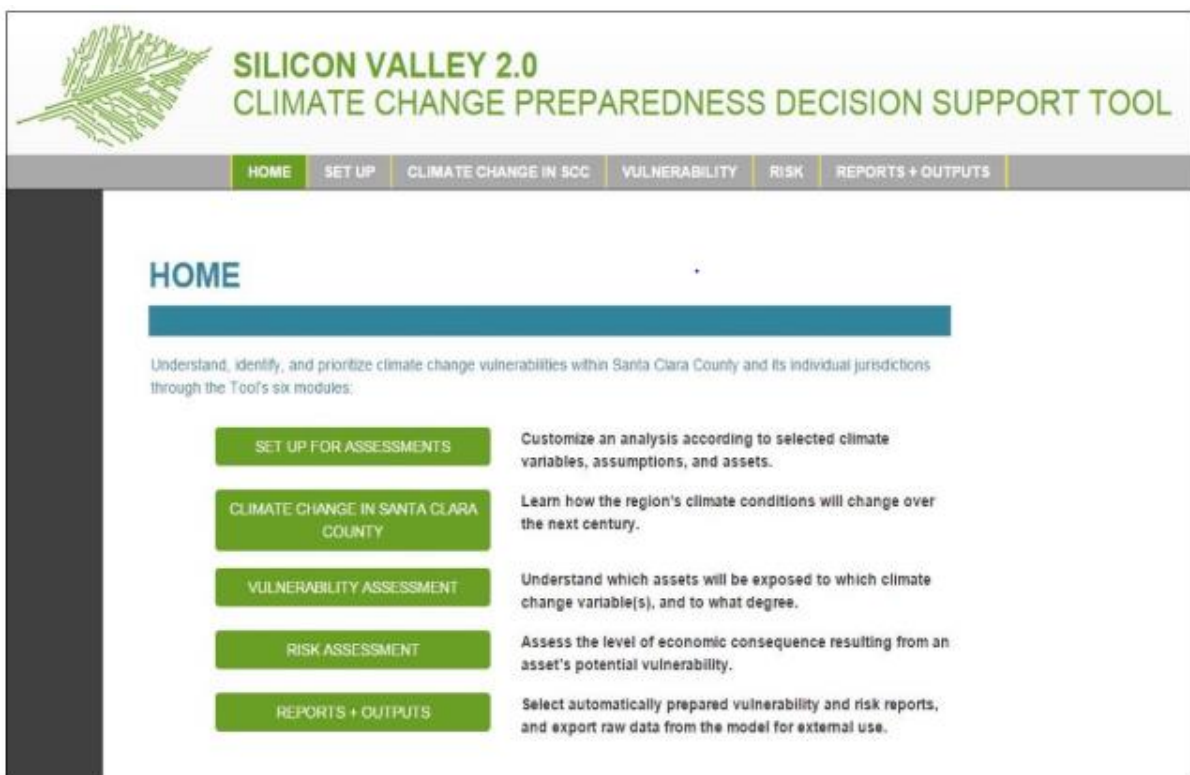 SILICON VALLEY 2.0
CLIMATE CHANGE PREPAREDNESS DECISION SUPPORT TOOL
HOME SET UP CLIMATE CHANGE IN SCC VULNERABILITY RISK REPORTS + OUTPUTS
HOME
Understand, identify, and prioritize climate change vulnerabilities within Santa Clara County and its individual jurisdictions
through the Tool's six modules:
SET UP FOR ASSESSMENTS
Customize an analysis according to selected climate
variables, assumptions, and assets.
CLIMATE CHANGE IN SANTA CLARA
COUNTY
Learn how the region's climate conditions will change over
the next century.
VULNERABILITY ASSESSMENT
Understand which assets will be exposed to which climate
change variable(s), and to what degree.
RISK ASSESSMENT
Assess the level of economic consequence resulting from an
asset's potential vulnerability.
REPORTS + OUTPUTS
Select automatically prepared vulnerability and risk reports,
and export raw data from the model for external use.